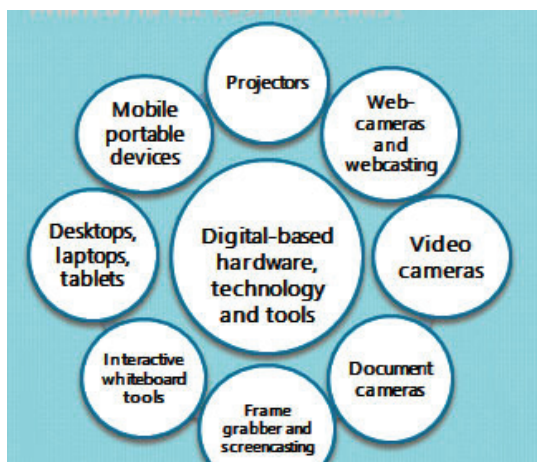 Projectors
Web-
cameras
and
webcasting
Video
cameras
Document
cameras
Frame
grabber and
screencasting
Interactive
whiteboard
tools
Desktops,
laptops,
tablets
Mobile
portable
devices
Digital-based
hardware,
technology
and tools